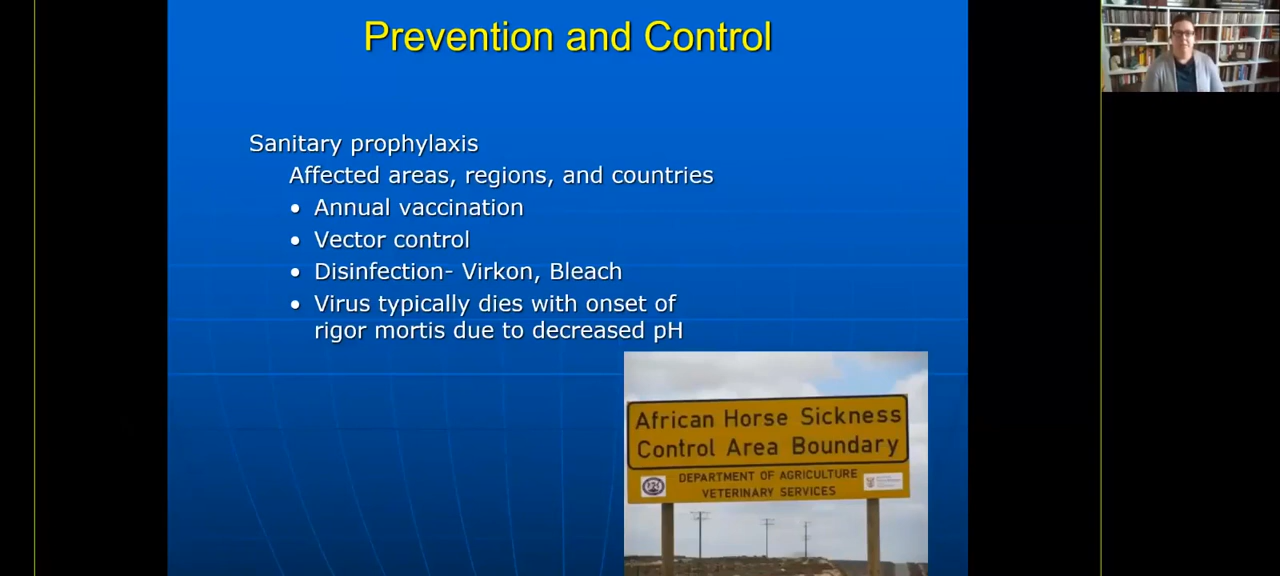 Prevention and Control
Sanitary prophylaxis
Affected areas, regions, and countries
• Annual vaccination
• Vector control
• Disinfection- Virkon, Bleach
• Virus typically dies with onset of
rigor mortis due to decreased pH
African Horse Sickness
Control Area Boundary
DEPARTMENT OF AGRICULTURE
VETERINARY SERVICES